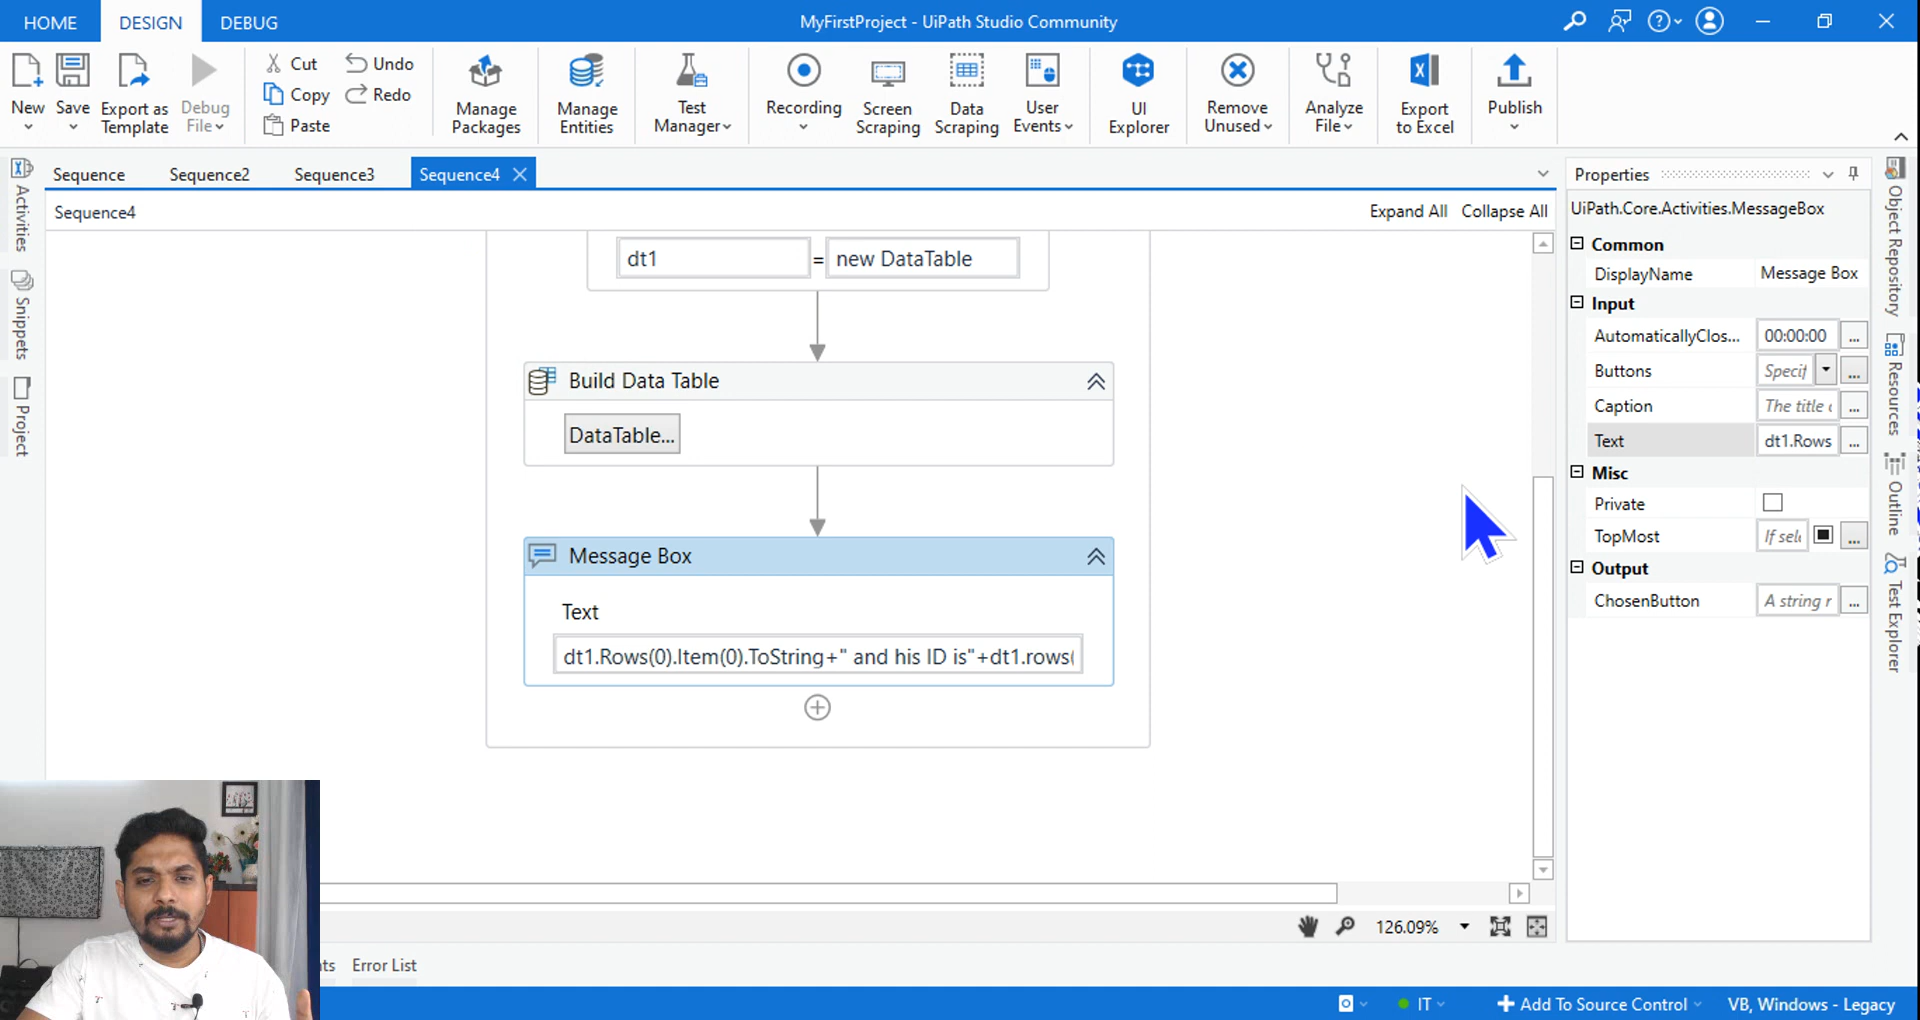 HOME DESIGN DEBUG MyFirstProject - UiPath Studio Community
New Save Export as Template Debug File
Cut Undo
Copy Redo
Paste
Manage Packages
Manage Entities
Test Manager
Recording
Screen Scraping
Data Scraping
User Events
UI Explorer
Remove Unused
Analyze File
Export to Excel
Publish
Activities
Snippets
Project
Sequence Sequence2 Sequence3 Sequence4
Sequence4 Expand All Collapse All
dt1 = new DataTable
Build Data Table
DataTable...
Message Box
Text
dt1.Rows(0).Item(0).ToString+" and his ID is"+dt1.rows(
126.09%
Error List
Properties
UiPath.Core.Activities.MessageBox
Common
DisplayName Message Box
Input
AutomaticallyClos... 00:00:00 ...
Buttons Specif ...
Caption The title ...
Text dt1.Rows ...
Misc
Private
TopMost If sel ...
Output
ChosenButton A string r ...
Object Repository
Resources
Outline
Test Explorer
IT Add To Source Control VB, Windows - Legacy